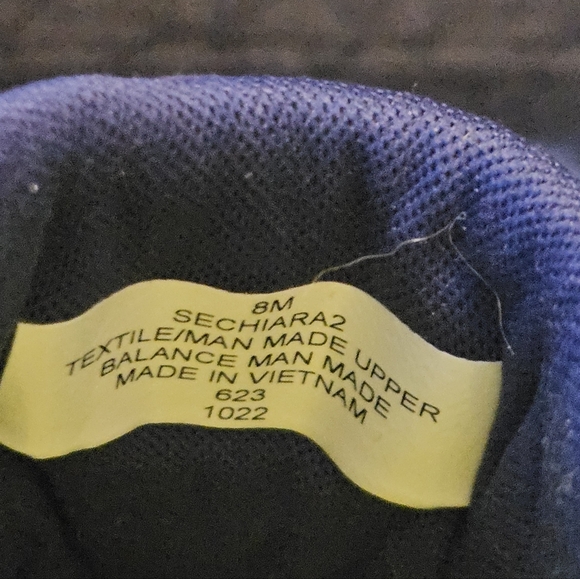 8M
SECHIARA2
TEXTILE/MAN MADE UPPER
BALANCE MAN MADE
MADE IN VIETNAM
623
1022